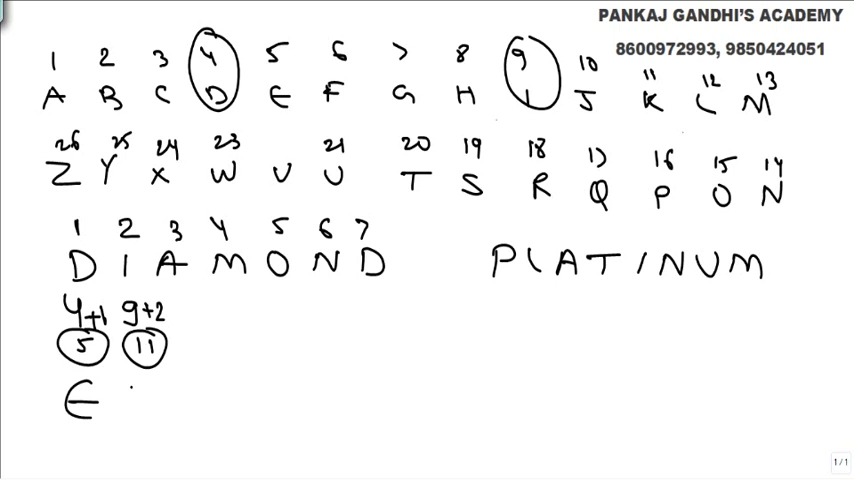 PANKAJ GANDHI'S ACADEMY
8600972993, 9850424051
1 2 3 4 5 6 7 8 9 10 11 12 13
A B C D E F G H I J K L M
26 25 24 23 21 20 19 18 17 16 15 14
Z Y X W V U T S R Q P O N
1 2 3 4 5 6 7
D I A M O N D PLATINUM
4+1 9+2
5 11
E
1/1